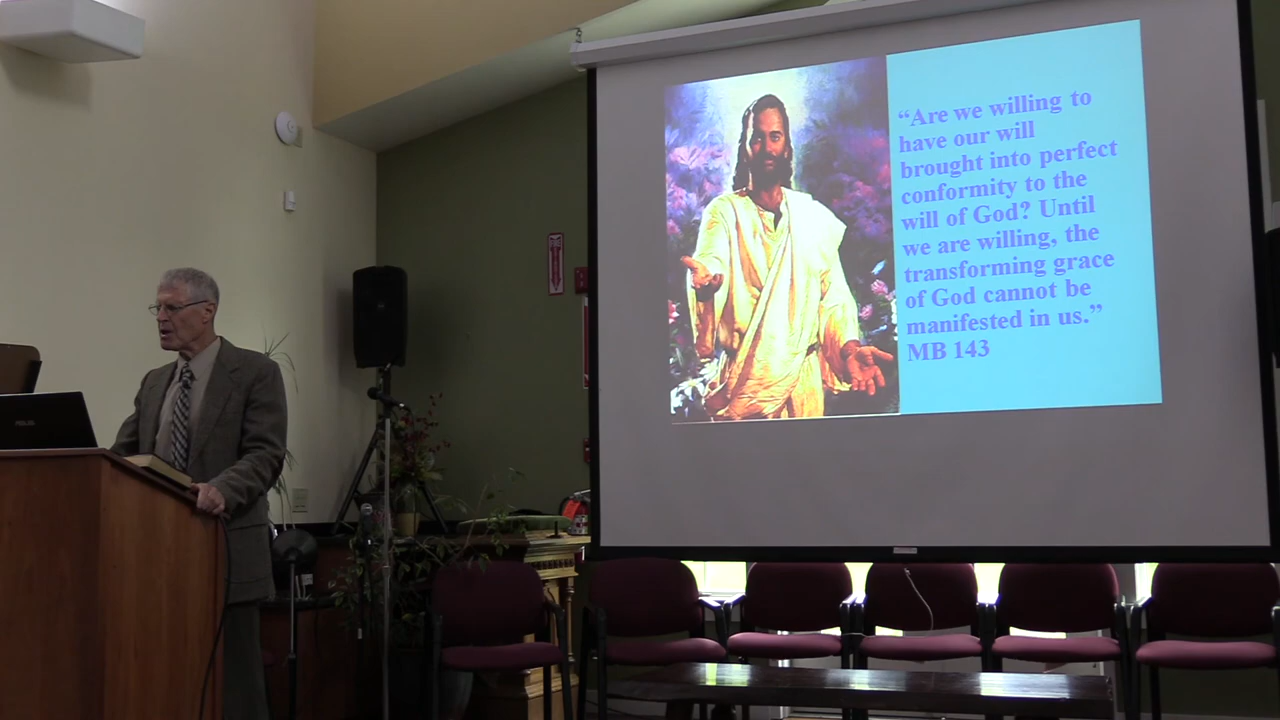 “Are we willing to
have our will
brought into perfect
conformity to the
will of God? Until
we are willing, the
transforming grace
of God cannot be
manifested in us.”
MB 143
ASUS